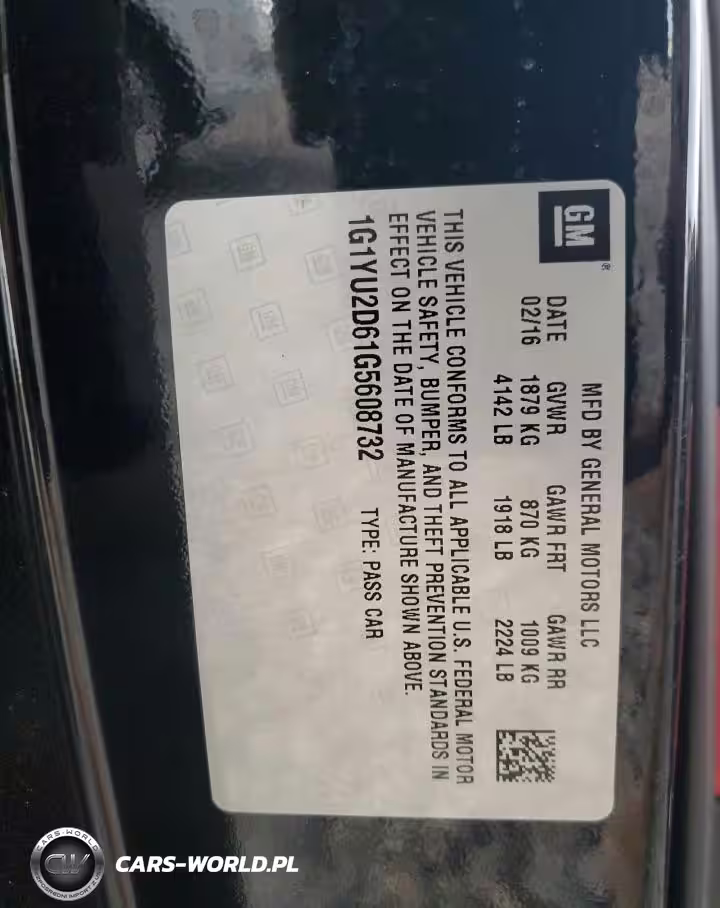 GM
®
MFD BY GENERAL MOTORS LLC
DATE GVWR GAWR FRT GAWR RR
02/16 1879 KG 870 KG 1009 KG
4142 LB 1918 LB 2224 LB
THIS VEHICLE CONFORMS TO ALL APPLICABLE U.S. FEDERAL MOTOR
VEHICLE SAFETY, BUMPER, AND THEFT PREVENTION STANDARDS IN
EFFECT ON THE DATE OF MANUFACTURE SHOWN ABOVE.
1G1YU2D61G5608732 TYPE: PASS CAR
CARS-WORLD
CW
CARS-WORLD.PL